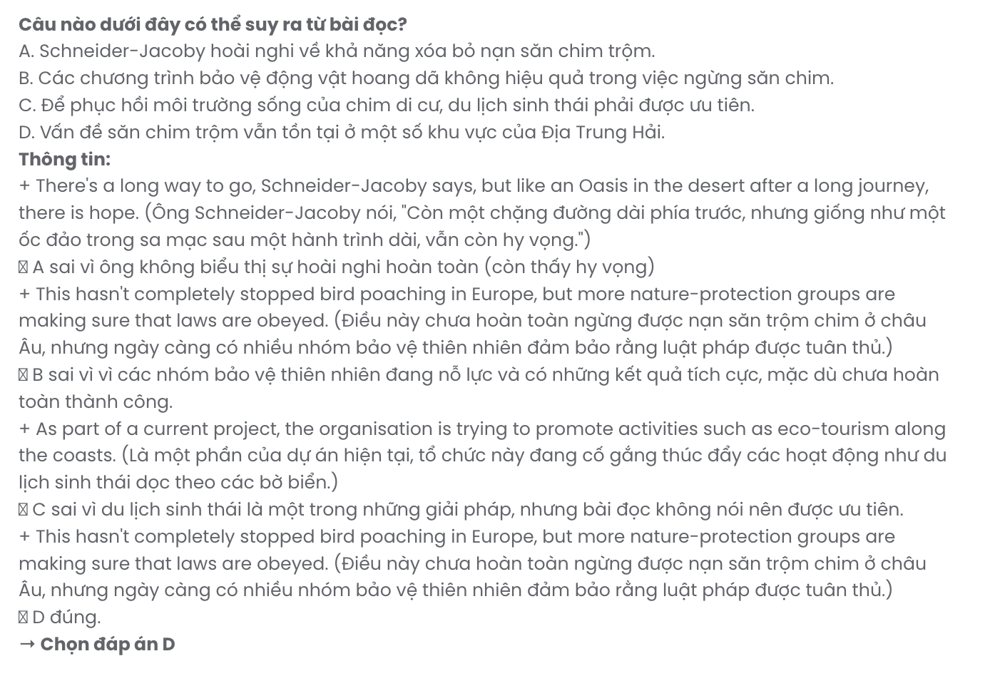 Câu nào dưới đây có thể suy ra từ bài đọc?
A. Schneider-Jacoby hoài nghi về khả năng xóa bỏ nạn săn chim trộm.
B. Các chương trình bảo vệ động vật hoang dã không hiệu quả trong việc ngừng săn chim.
C. Để phục hồi môi trường sống của chim di cư, du lịch sinh thái phải được ưu tiên.
D. Vấn đề săn chim trộm vẫn tồn tại ở một số khu vực của Địa Trung Hải.
Thông tin:
+ There's a long way to go, Schneider-Jacoby says, but like an Oasis in the desert after a long journey,
there is hope. (Ông Schneider-Jacoby nói, "Còn một chặng đường dài phía trước, nhưng giống như một
ốc đảo trong sa mạc sau một hành trình dài, vẫn còn hy vọng.")
A sai vì ông không biểu thị sự hoài nghi hoàn toàn (còn thấy hy vọng)
+ This hasn't completely stopped bird poaching in Europe, but more nature-protection groups are
making sure that laws are obeyed. (Điều này chưa hoàn toàn ngừng được nạn săn trộm chim ở châu
Âu, nhưng ngày càng có nhiều nhóm bảo vệ thiên nhiên đảm bảo rằng luật pháp được tuân thủ.)
B sai vì vì các nhóm bảo vệ thiên nhiên đang nỗ lực và có những kết quả tích cực, mặc dù chưa hoàn
toàn thành công.
+ As part of a current project, the organisation is trying to promote activities such as eco-tourism along
the coasts. (Là một phần của dự án hiện tại, tổ chức này đang cố gắng thúc đẩy các hoạt động như du
lịch sinh thái dọc theo các bờ biển.)
C sai vì du lịch sinh thái là một trong những giải pháp, nhưng bài đọc không nói nên được ưu tiên.
+ This hasn't completely stopped bird poaching in Europe, but more nature-protection groups are
making sure that laws are obeyed. (Điều này chưa hoàn toàn ngừng được nạn săn trộm chim ở châu
Âu, nhưng ngày càng có nhiều nhóm bảo vệ thiên nhiên đảm bảo rằng luật pháp được tuân thủ.)
D đúng.
→ Chọn đáp án D